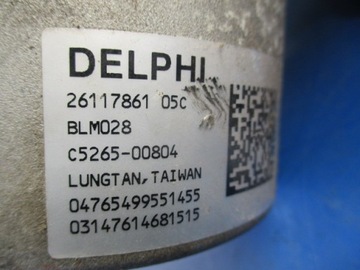 DELPHI
26117861 05C
BLM028
C5265-00804
LUNGTAN, TAIWAN
04765499551455
03147614681515